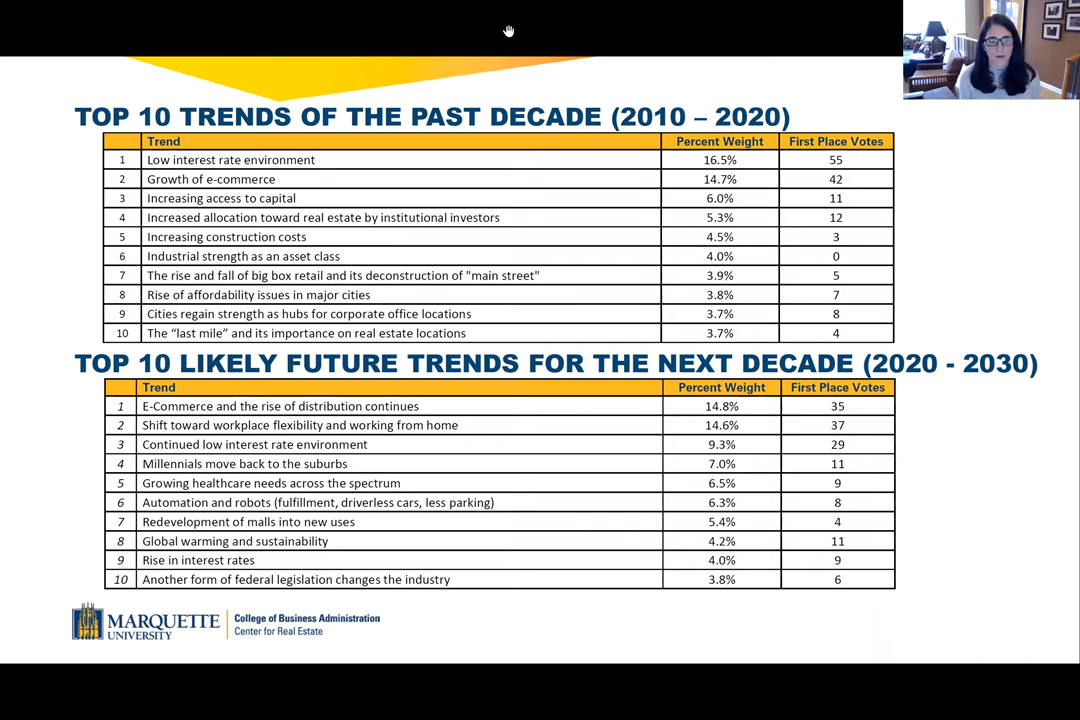 TOP 10 TRENDS OF THE PAST DECADE (2010 – 2020)
Trend Percent Weight First Place Votes
1 Low interest rate environment 16.5% 55
2 Growth of e-commerce 14.7% 42
3 Increasing access to capital 6.0% 11
4 Increased allocation toward real estate by institutional investors 5.3% 12
5 Increasing construction costs 4.5% 3
6 Industrial strength as an asset class 4.0% 0
7 The rise and fall of big box retail and its deconstruction of "main street" 3.9% 5
8 Rise of affordability issues in major cities 3.8% 7
9 Cities regain strength as hubs for corporate office locations 3.7% 8
10 The “last mile” and its importance on real estate locations 3.7% 4
TOP 10 LIKELY FUTURE TRENDS FOR THE NEXT DECADE (2020 - 2030)
Trend Percent Weight First Place Votes
1 E-Commerce and the rise of distribution continues 14.8% 35
2 Shift toward workplace flexibility and working from home 14.6% 37
3 Continued low interest rate environment 9.3% 29
4 Millennials move back to the suburbs 7.0% 11
5 Growing healthcare needs across the spectrum 6.5% 9
6 Automation and robots (fulfillment, driverless cars, less parking) 6.3% 8
7 Redevelopment of malls into new uses 5.4% 4
8 Global warming and sustainability 4.2% 11
9 Rise in interest rates 4.0% 9
10 Another form of federal legislation changes the industry 3.8% 6
MARQUETTE College of Business Administration
UNIVERSITY Center for Real Estate